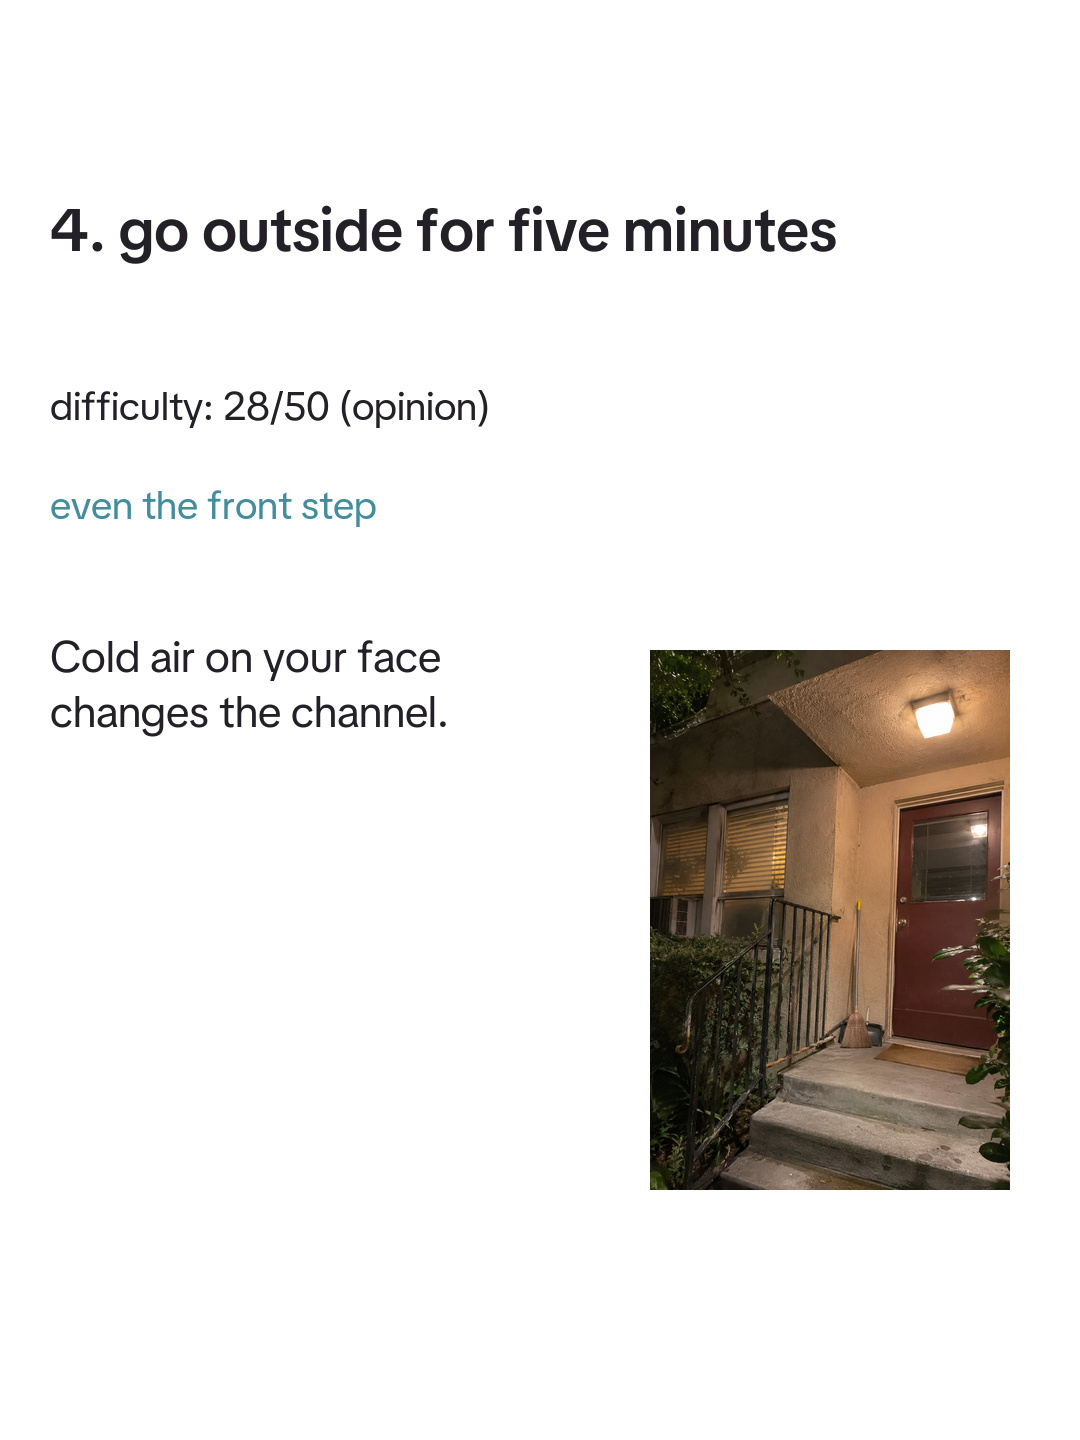 4. go outside for five minutes
difficulty: 28/50 (opinion)
even the front step
Cold air on your face
changes the channel.